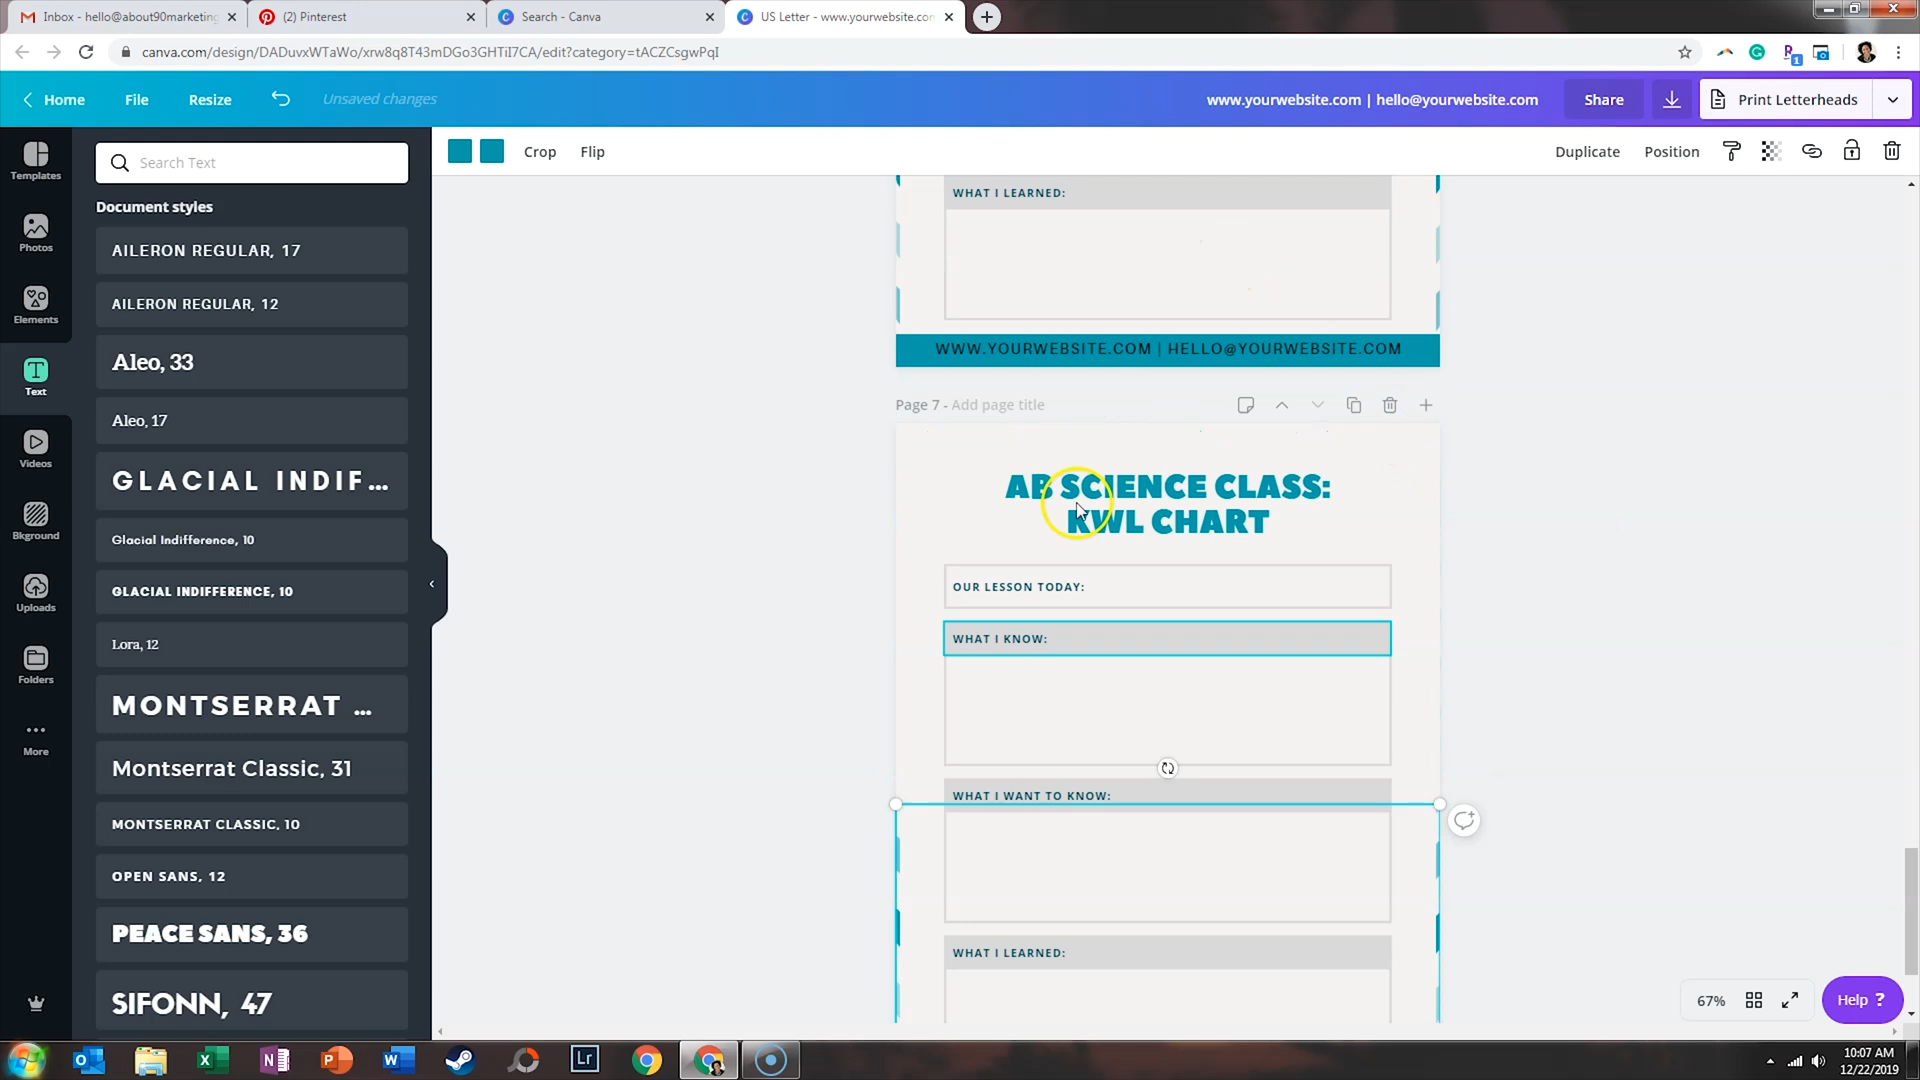 Inbox - hello@about90marketing
(2) Pinterest
Search - Canva
US Letter - www.yourwebsite.con
canva.com/design/DADuvxWTaWo/xrw8q8T43mDGo3GHTiI7CA/edit?category=tACZCsgwPqI
Home
File
Resize
Unsaved changes
www.yourwebsite.com | hello@yourwebsite.com
Share
Print Letterheads
Templates
Photos
Elements
Text
Videos
Bkground
Uploads
Folders
More
Search Text
Document styles
AILERON REGULAR, 17
AILERON REGULAR, 12
Aleo, 33
Aleo, 17
GLACIAL INDIF...
Glacial Indifference, 10
GLACIAL INDIFFERENCE, 10
Lora, 12
MONTSERRAT ...
Montserrat Classic, 31
MONTSERRAT CLASSIC, 10
OPEN SANS, 12
PEACE SANS, 36
SIFONN, 47
Crop
Flip
Duplicate
Position
WHAT I LEARNED:
WWW.YOURWEBSITE.COM | HELLO@YOURWEBSITE.COM
Page 7 - Add page title
AB SCIENCE CLASS:
KWL CHART
OUR LESSON TODAY:
WHAT I KNOW:
WHAT I WANT TO KNOW:
WHAT I LEARNED:
67%
Help ?
Lr
10:07 AM
12/22/2019